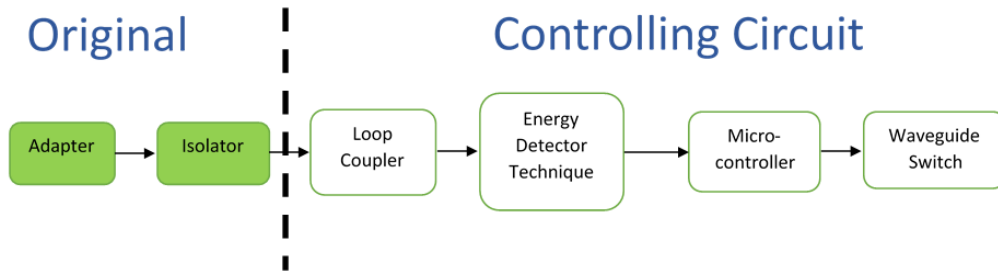 Original
Controlling Circuit
Adapter
Isolator
Loop
Coupler
Energy
Detector
Technique
Micro-
controller
Waveguide
Switch